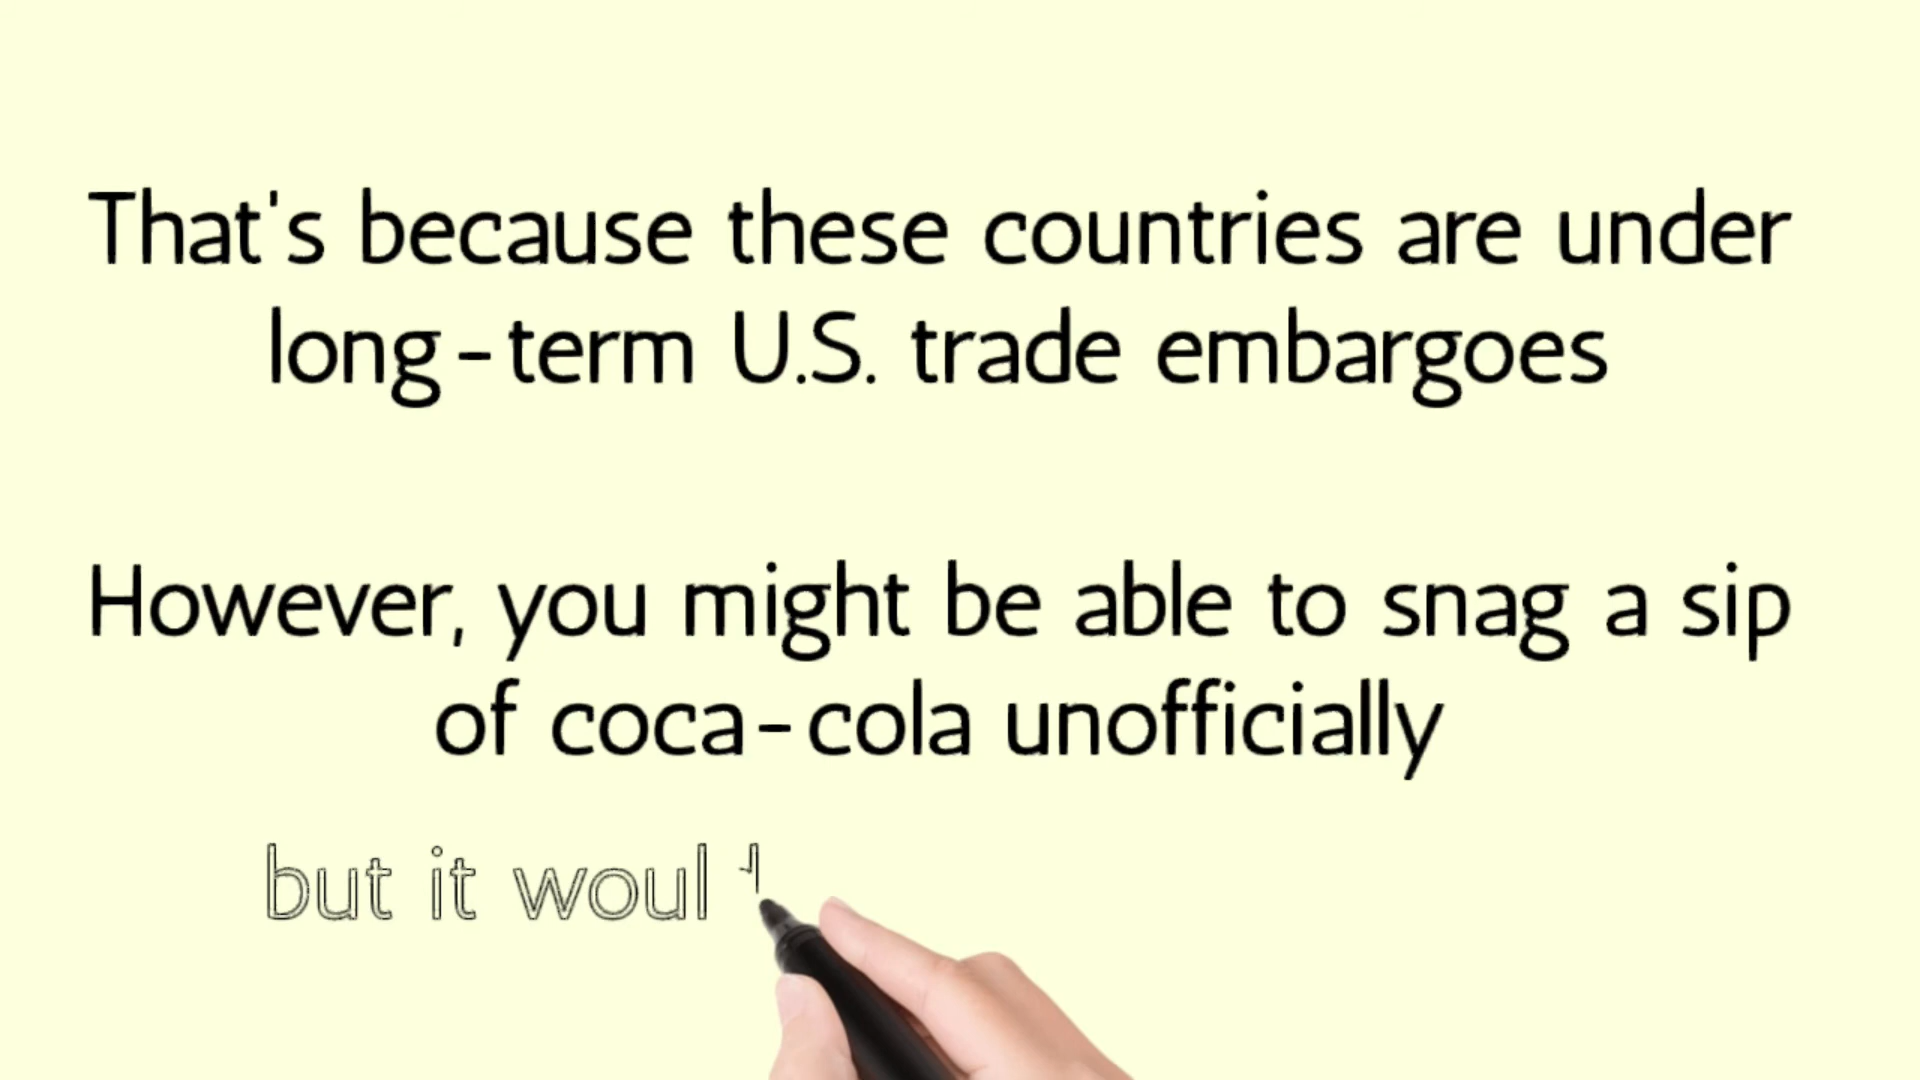 That's because these countries are under
long-term U.S. trade embargoes
However, you might be able to snag a sip
of coca-cola unofficially
but it woul